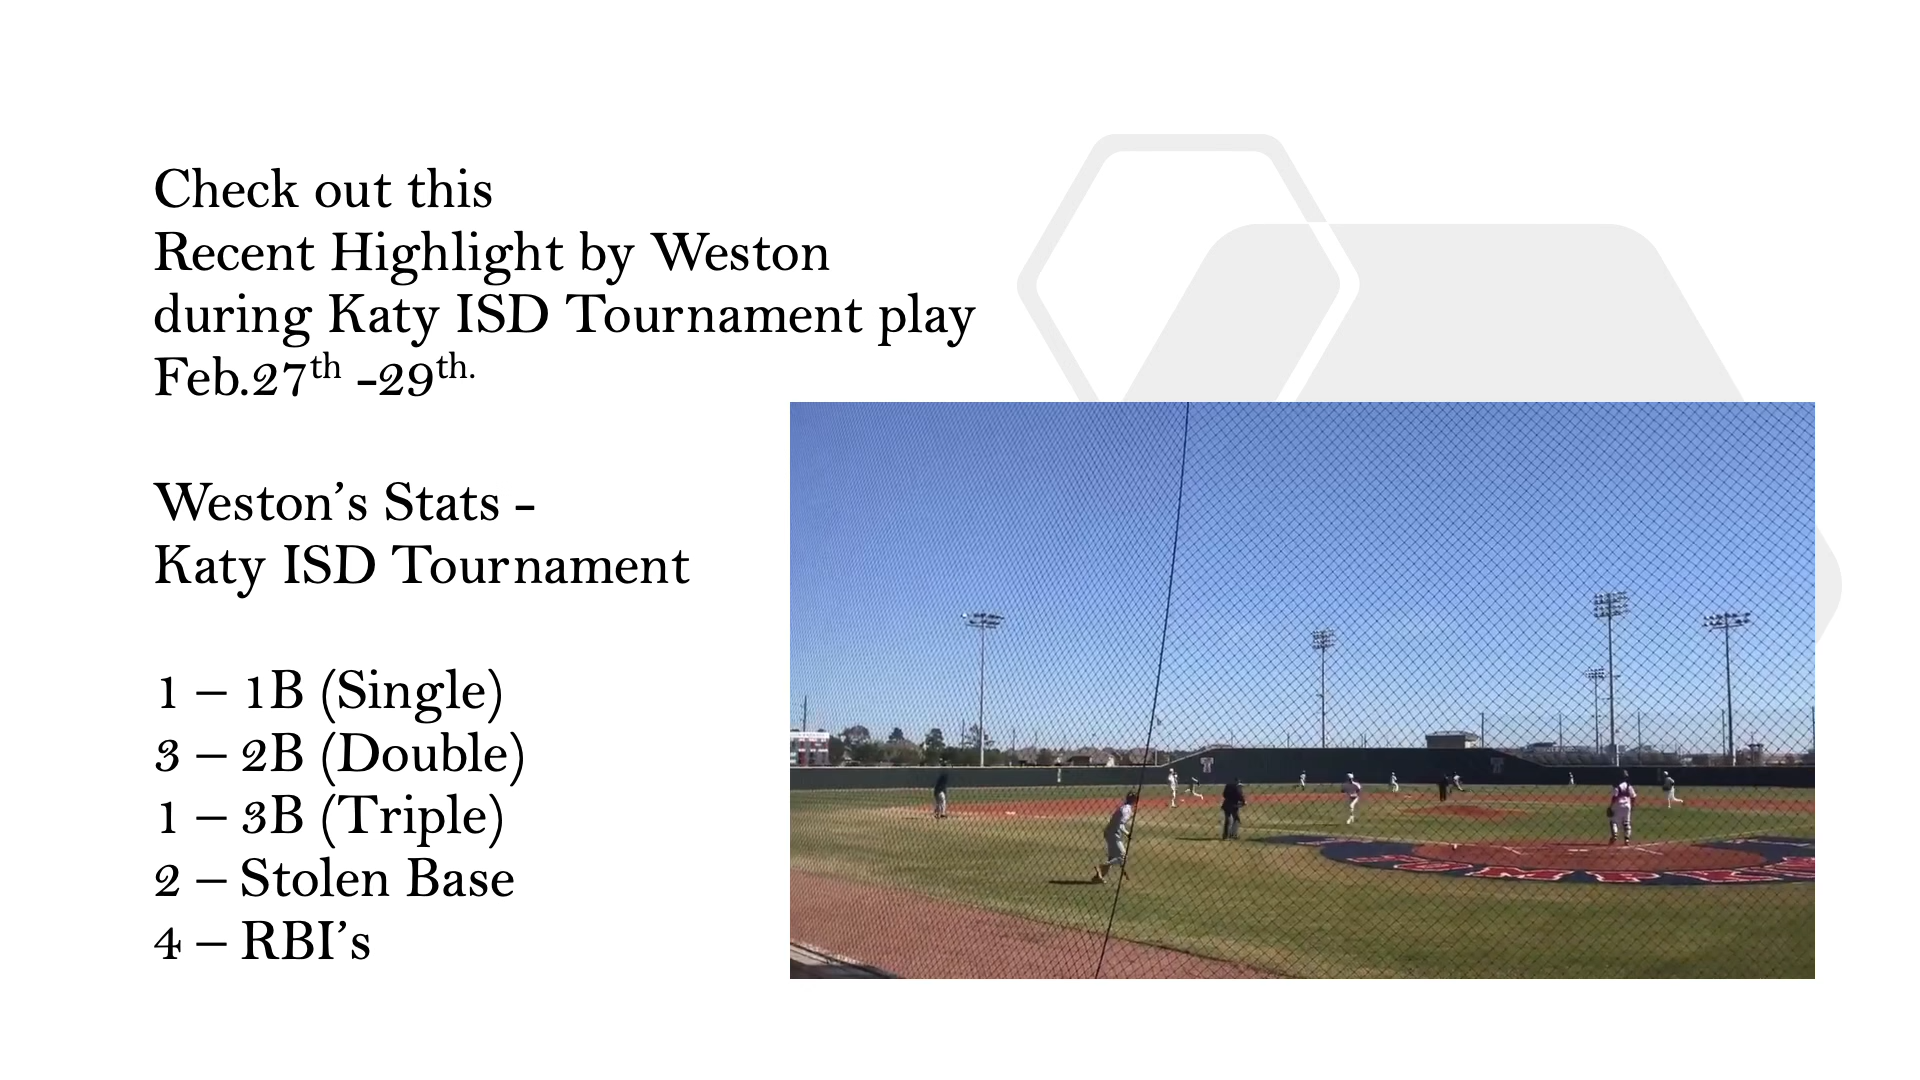 Check out this
Recent Highlight by Weston
during Katy ISD Tournament play
Feb.27th -29th.
Weston’s Stats -
Katy ISD Tournament
1 – 1B (Single)
3 – 2B (Double)
1 – 3B (Triple)
2 – Stolen Base
4 – RBI’s
T
T